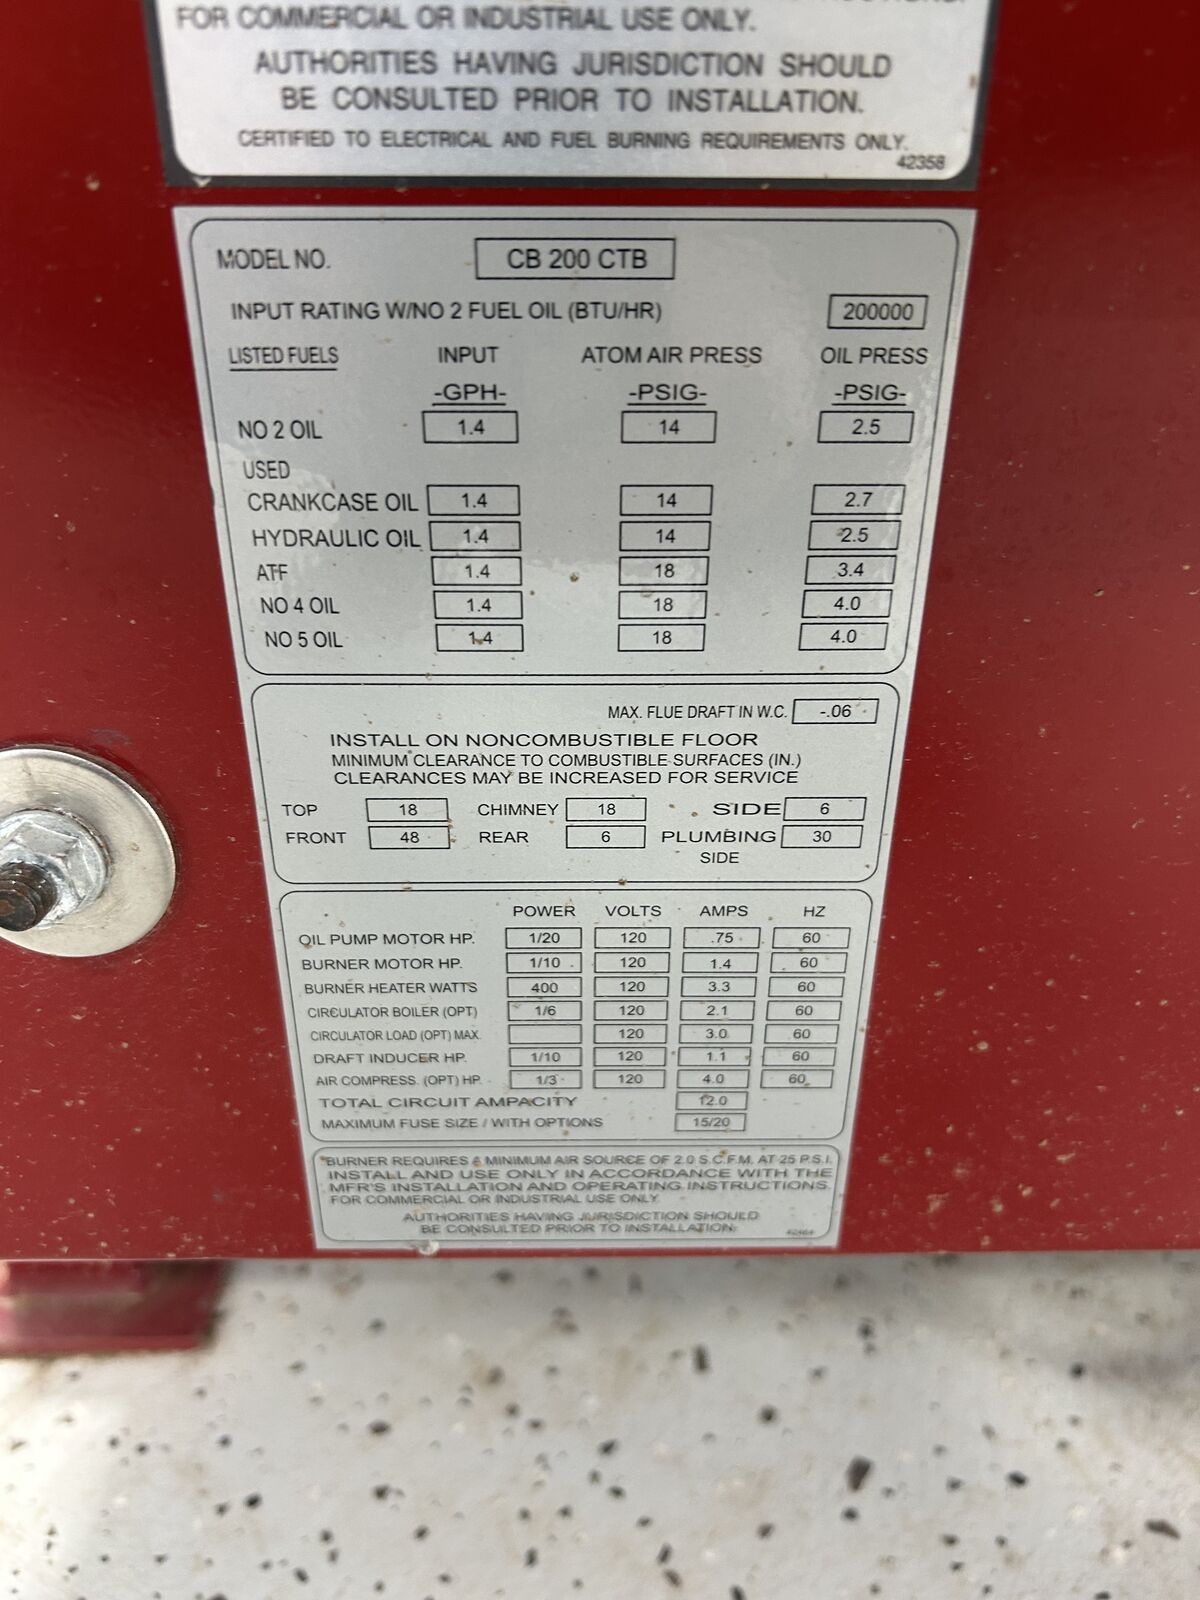 FOR COMMERCIAL OR INDUSTRIAL USE ONLY.
AUTHORITIES HAVING JURISDICTION SHOULD
BE CONSULTED PRIOR TO INSTALLATION.
CERTIFIED TO ELECTRICAL AND FUEL BURNING REQUIREMENTS ONLY.
42358
MODEL NO. CB 200 CTB
INPUT RATING W/NO 2 FUEL OIL (BTU/HR) 200000
LISTED FUELS INPUT ATOM AIR PRESS OIL PRESS
-GPH- -PSIG- -PSIG-
NO 2 OIL 1.4 14 2.5
USED
CRANKCASE OIL 1.4 14 2.7
HYDRAULIC OIL 1.4 14 2.5
ATF 1.4 18 3.4
NO 4 OIL 1.4 18 4.0
NO 5 OIL 1.4 18 4.0
MAX. FLUE DRAFT IN W.C. -.06
INSTALL ON NONCOMBUSTIBLE FLOOR
MINIMUM CLEARANCE TO COMBUSTIBLE SURFACES (IN.)
CLEARANCES MAY BE INCREASED FOR SERVICE
TOP 18 CHIMNEY 18 SIDE 6
FRONT 48 REAR 6 PLUMBING 30
SIDE
POWER VOLTS AMPS HZ
OIL PUMP MOTOR HP. 1/20 120 .75 60
BURNER MOTOR HP. 1/10 120 1.4 60
BURNER HEATER WATTS 400 120 3.3 60
CIRCULATOR BOILER (OPT) 1/6 120 2.1 60
CIRCULATOR LOAD (OPT) MAX. 120 3.0 60
DRAFT INDUCER HP. 1/10 120 1.1 60
AIR COMPRESS. (OPT) HP. 1/3 120 4.0 60
TOTAL CIRCUIT AMPACITY 12.0
MAXIMUM FUSE SIZE / WITH OPTIONS 15/20
BURNER REQUIRES A MINIMUM AIR SOURCE OF 2.0 S.C.F.M. AT 25 P.S.I.
INSTALL AND USE ONLY IN ACCORDANCE WITH THE
MFR'S INSTALLATION AND OPERATING INSTRUCTIONS.
FOR COMMERCIAL OR INDUSTRIAL USE ONLY.
AUTHORITIES HAVING JURISDICTION SHOULD
BE CONSULTED PRIOR TO INSTALLATION.